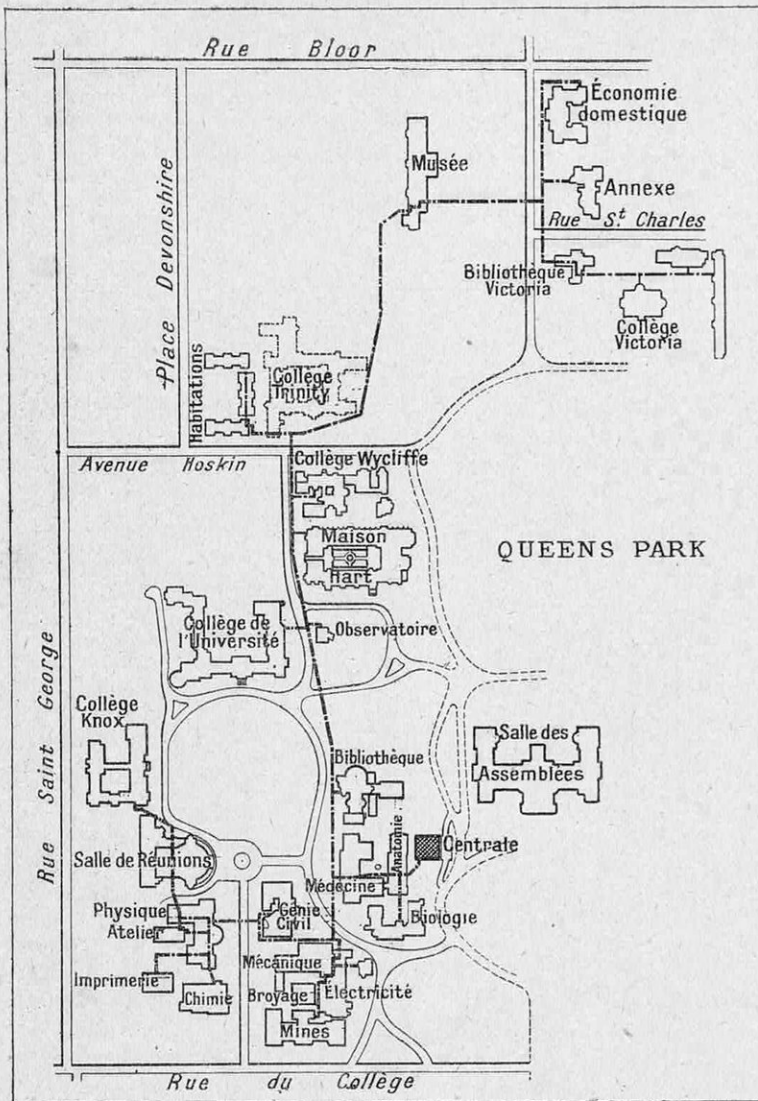 Rue Bloor
Économie
domestique
Musée
Annexe
Rue St Charles
Place Devonshire
Bibliothèque
Victoria
Collège
Victoria
Habitations
Collège
Trinity
Avenue Hoskin
Collège Wycliffe
Maison
Hart
QUEENS PARK
Collège de
l'Université
Observatoire
Rue Saint George
Collège
Knox
Salle des
Assemblées
Bibliothèque
Anatomie
Centrale
Salle de Réunions
Médecine
Physique
Atelier
Génie
Civil
Biologie
Mécanique
Imprimerie
Chimie
Broyage
Électricité
Mines
Rue du Collège